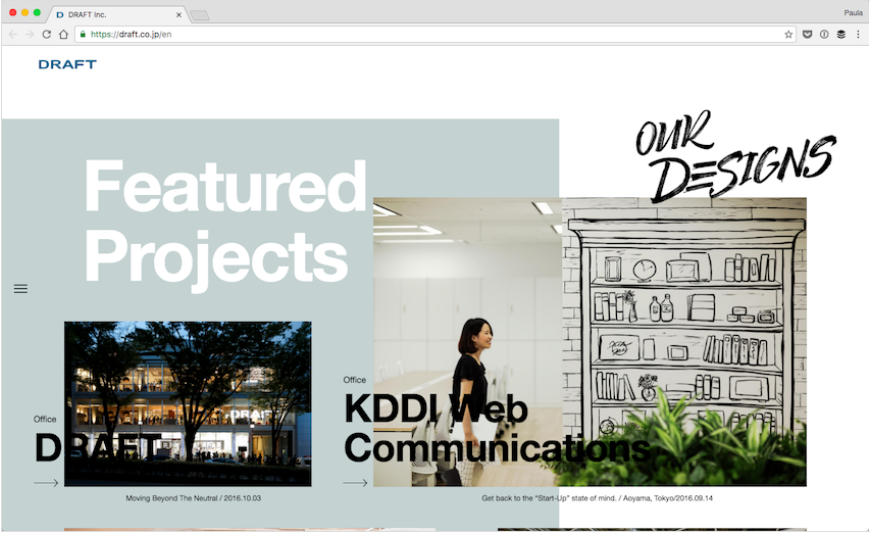 DRAFT Inc.
Paula
https://draft.co.jp/en
DRAFT
OUR
DESIGNS
Featured
Projects
Office
DRAFT
DRAFT
Moving Beyond The Neutral / 2016.10.03
Office
KDDI Web
Communications
Get back to the "Start-Up" state of mind. / Aoyama, Tokyo/2016.09.14